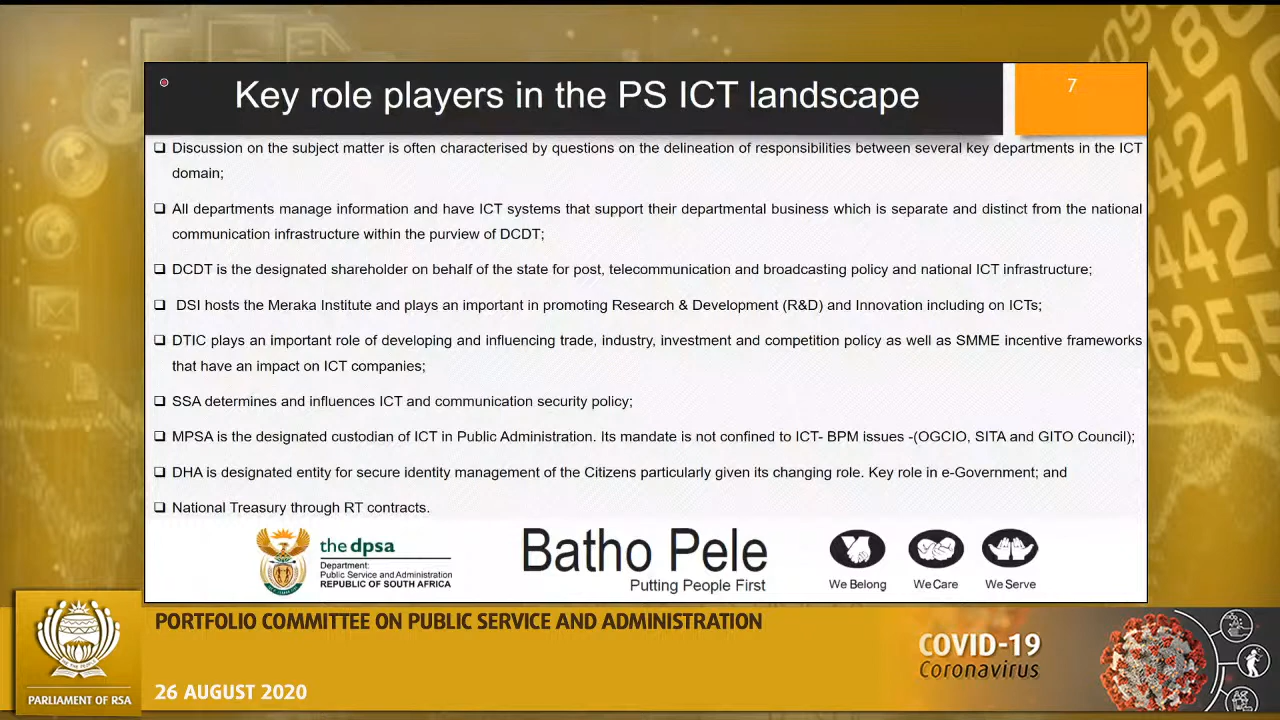 Key role players in the PS ICT landscape
7
❑ Discussion on the subject matter is often characterised by questions on the delineation of responsibilities between several key departments in the ICT
domain;
❑ All departments manage information and have ICT systems that support their departmental business which is separate and distinct from the national
communication infrastructure within the purview of DCDT;
❑ DCDT is the designated shareholder on behalf of the state for post, telecommunication and broadcasting policy and national ICT infrastructure;
❑ DSI hosts the Meraka Institute and plays an important in promoting Research & Development (R&D) and Innovation including on ICTs;
❑ DTIC plays an important role of developing and influencing trade, industry, investment and competition policy as well as SMME incentive frameworks
that have an impact on ICT companies;
❑ SSA determines and influences ICT and communication security policy;
❑ MPSA is the designated custodian of ICT in Public Administration. Its mandate is not confined to ICT- BPM issues -(OGCIO, SITA and GITO Council);
❑ DHA is designated entity for secure identity management of the Citizens particularly given its changing role. Key role in e-Government; and
❑ National Treasury through RT contracts.
the dpsa
Department:
Public Service and Administration
REPUBLIC OF SOUTH AFRICA
Batho Pele
Putting People First
We Belong
We Care
We Serve
PORTFOLIO COMMITTEE ON PUBLIC SERVICE AND ADMINISTRATION
26 AUGUST 2020
PARLIAMENT OF RSA
COVID-19
Coronavirus